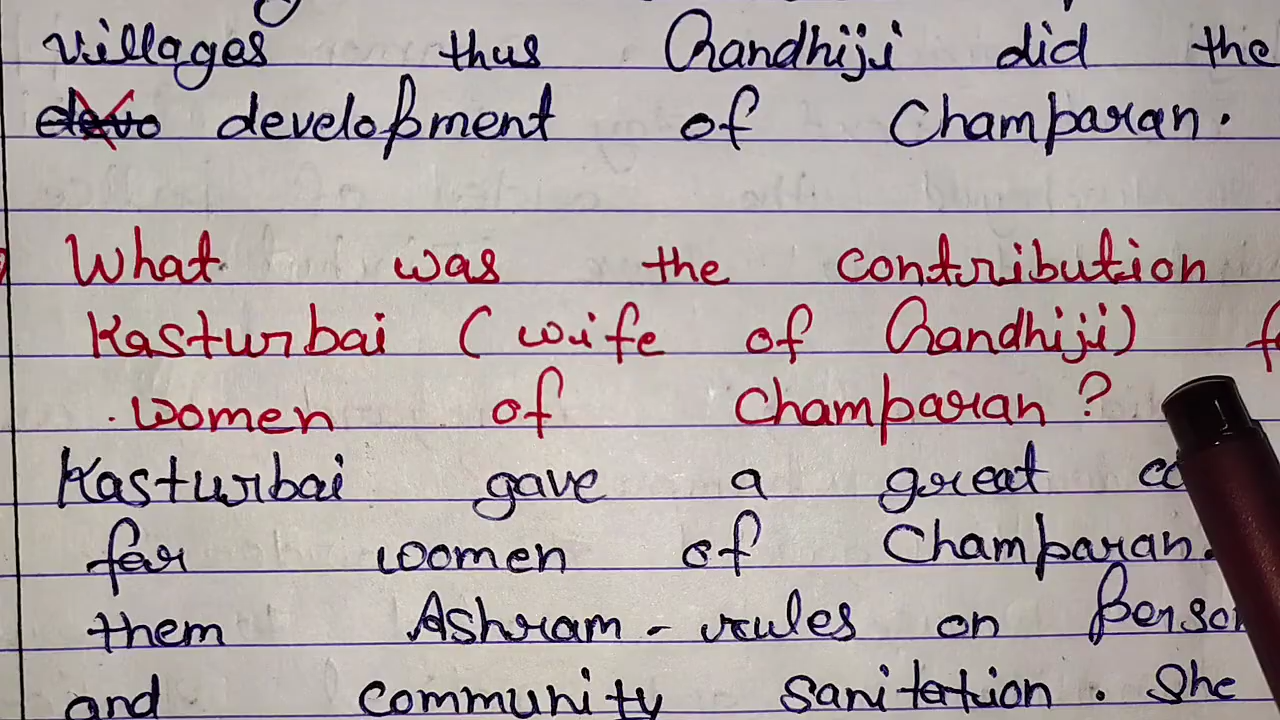 villages thus Gandhiji did the
development of Champaran.
What was the contribution
Kasturbai (wife of Gandhiji)
women of Champaran?
Kasturbai gave a great
for women of Champaran.
them Ashram-rules on
and community sanitation. She